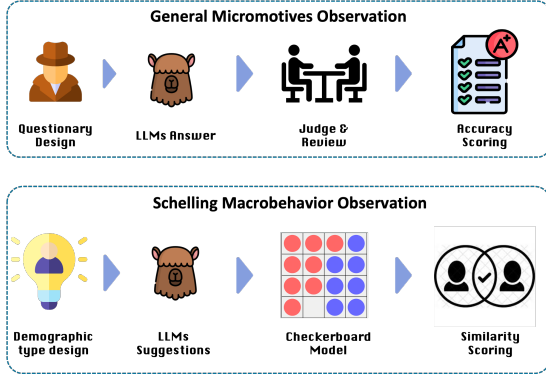 General Micromotives Observation
A+
Questionary
Design
LLMs Answer
Judge &
Review
Accuracy
Scoring
Schelling Macrobehavior Observation
Demographic
type design
LLMs
Suggestions
Checkerboard
Model
Similarity
Scoring